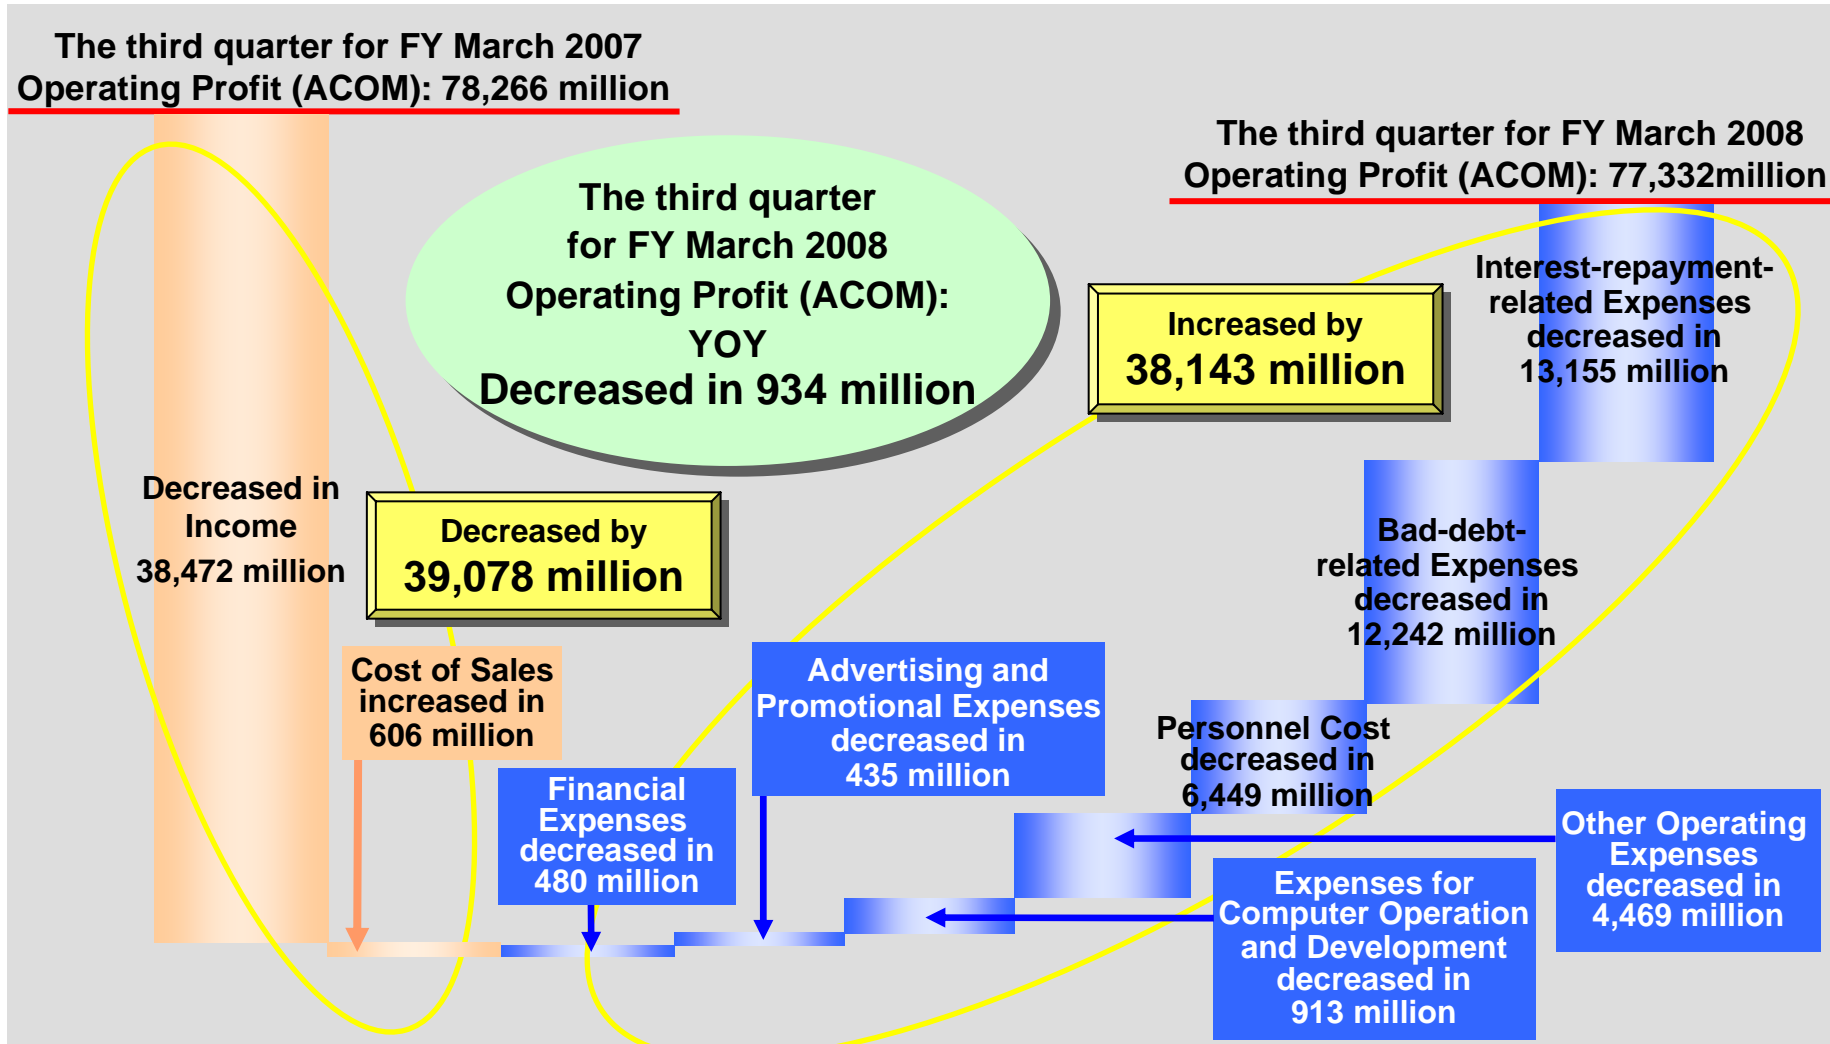 The third quarter for FY March 2007
Operating Profit (ACOM): 78,266 million
The third quarter for FY March 2008
Operating Profit (ACOM): 77,332million
The third quarter
for FY March 2008
Operating Profit (ACOM):
YOY
Decreased in 934 million
Increased by
38,143 million
Interest-repayment-
related Expenses
decreased in
13,155 million
Decreased in
Income
38,472 million
Decreased by
39,078 million
Bad-debt-
related Expenses
decreased in
12,242 million
Cost of Sales
increased in
606 million
Advertising and
Promotional Expenses
decreased in
435 million
Personnel Cost
decreased in
6,449 million
Financial
Expenses
decreased in
480 million
Other Operating
Expenses
decreased in
4,469 million
Expenses for
Computer Operation
and Development
decreased in
913 million